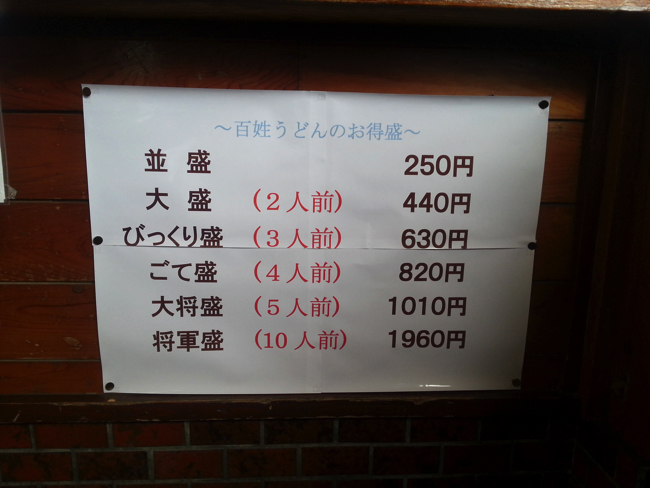 ～百姓うどんのお得盛～
並 盛 250円
大 盛 (2人前) 440円
びっくり盛 (3人前) 630円
ごて盛 (4人前) 820円
大将盛 (5人前) 1010円
将軍盛 (10人前) 1960円